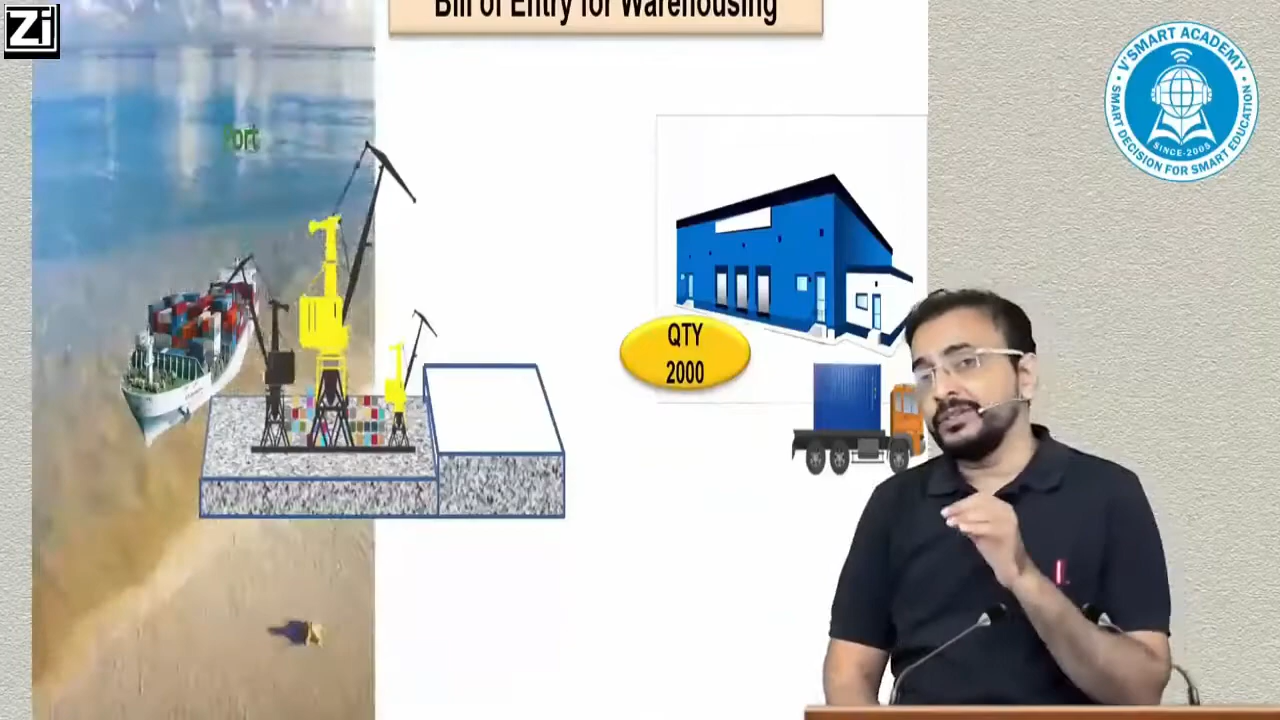 Zi
Bill of Entry for Warehousing
Port
QTY
2000
V'SMART ACADEMY
SMART DECISION FOR SMART EDUCATION
SINCE-2005